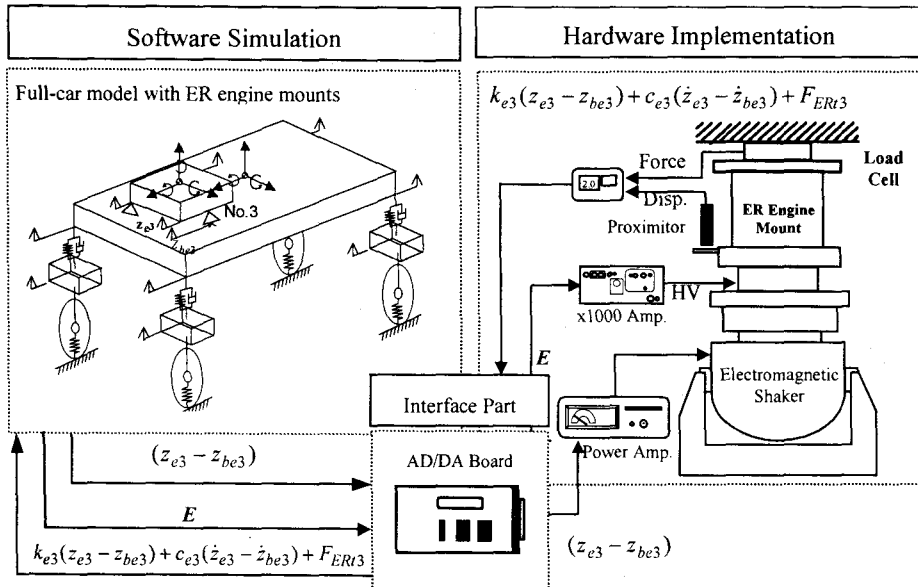 Software Simulation
Hardware Implementation
Full-car model with ER engine mounts
No.3
z_{e3}
z_{be3}
k_{e3}(z_{e3} − z_{be3}) + c_{e3}(ż_{e3} − ż_{be3}) + F_{ERt3}
Force
Disp.
2.0
Proximitor
Load
Cell
ER Engine
Mount
HV
x1000 Amp.
E
Electromagnetic
Shaker
Interface Part
Power Amp.
AD/DA Board
(z_{e3} − z_{be3})
E
k_{e3}(z_{e3} − z_{be3}) + c_{e3}(ż_{e3} − ż_{be3}) + F_{ERt3}
(z_{e3} − z_{be3})